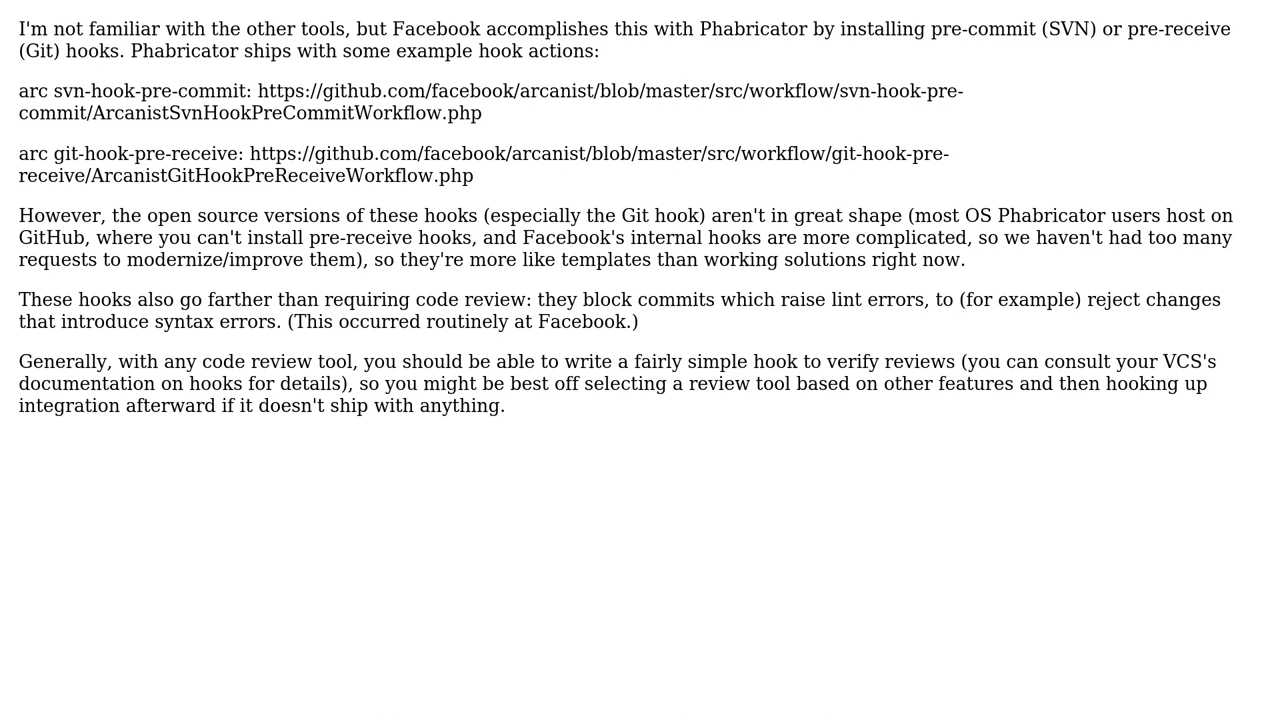 I'm not familiar with the other tools, but Facebook accomplishes this with Phabricator by installing pre-commit (SVN) or pre-receive
(Git) hooks. Phabricator ships with some example hook actions:
arc svn-hook-pre-commit: https://github.com/facebook/arcanist/blob/master/src/workflow/svn-hook-pre-
commit/ArcanistSvnHookPreCommitWorkflow.php
arc git-hook-pre-receive: https://github.com/facebook/arcanist/blob/master/src/workflow/git-hook-pre-
receive/ArcanistGitHookPreReceiveWorkflow.php
However, the open source versions of these hooks (especially the Git hook) aren't in great shape (most OS Phabricator users host on
GitHub, where you can't install pre-receive hooks, and Facebook's internal hooks are more complicated, so we haven't had too many
requests to modernize/improve them), so they're more like templates than working solutions right now.
These hooks also go farther than requiring code review: they block commits which raise lint errors, to (for example) reject changes
that introduce syntax errors. (This occurred routinely at Facebook.)
Generally, with any code review tool, you should be able to write a fairly simple hook to verify reviews (you can consult your VCS's
documentation on hooks for details), so you might be best off selecting a review tool based on other features and then hooking up
integration afterward if it doesn't ship with anything.